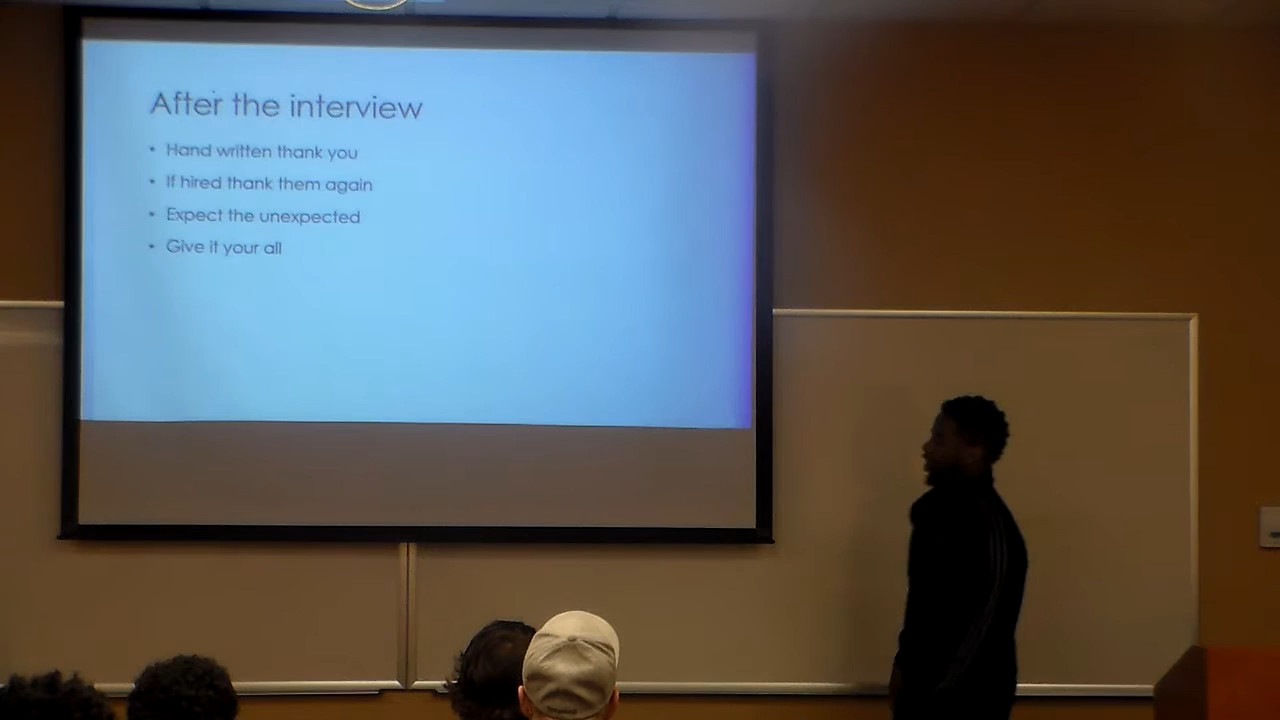 After the interview
• Hand written thank you
• If hired thank them again
• Expect the unexpected
• Give it your all